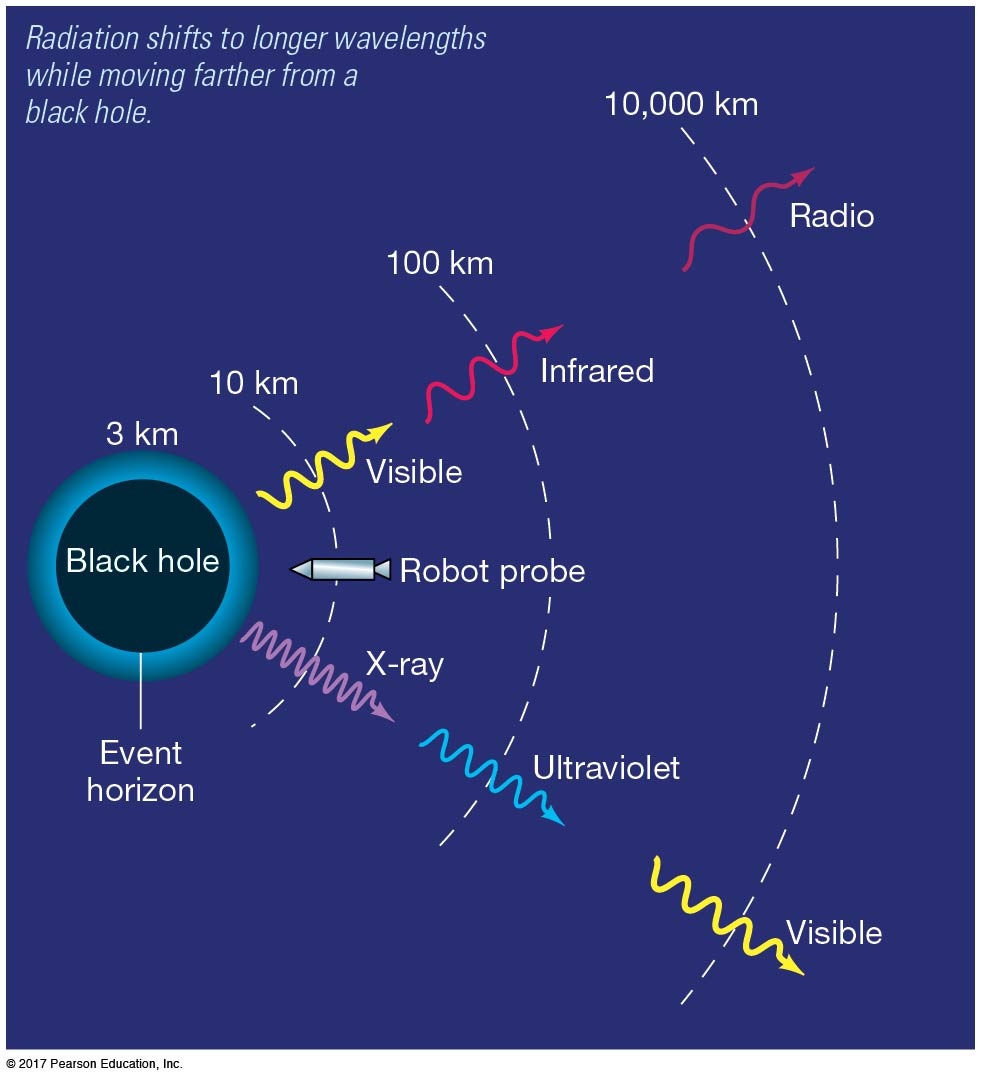 Radiation shifts to longer wavelengths
while moving farther from a
black hole.
10,000 km
Radio
100 km
Infrared
10 km
3 km
Visible
Black hole
Robot probe
X-ray
Event
horizon
Ultraviolet
Visible
© 2017 Pearson Education, Inc.